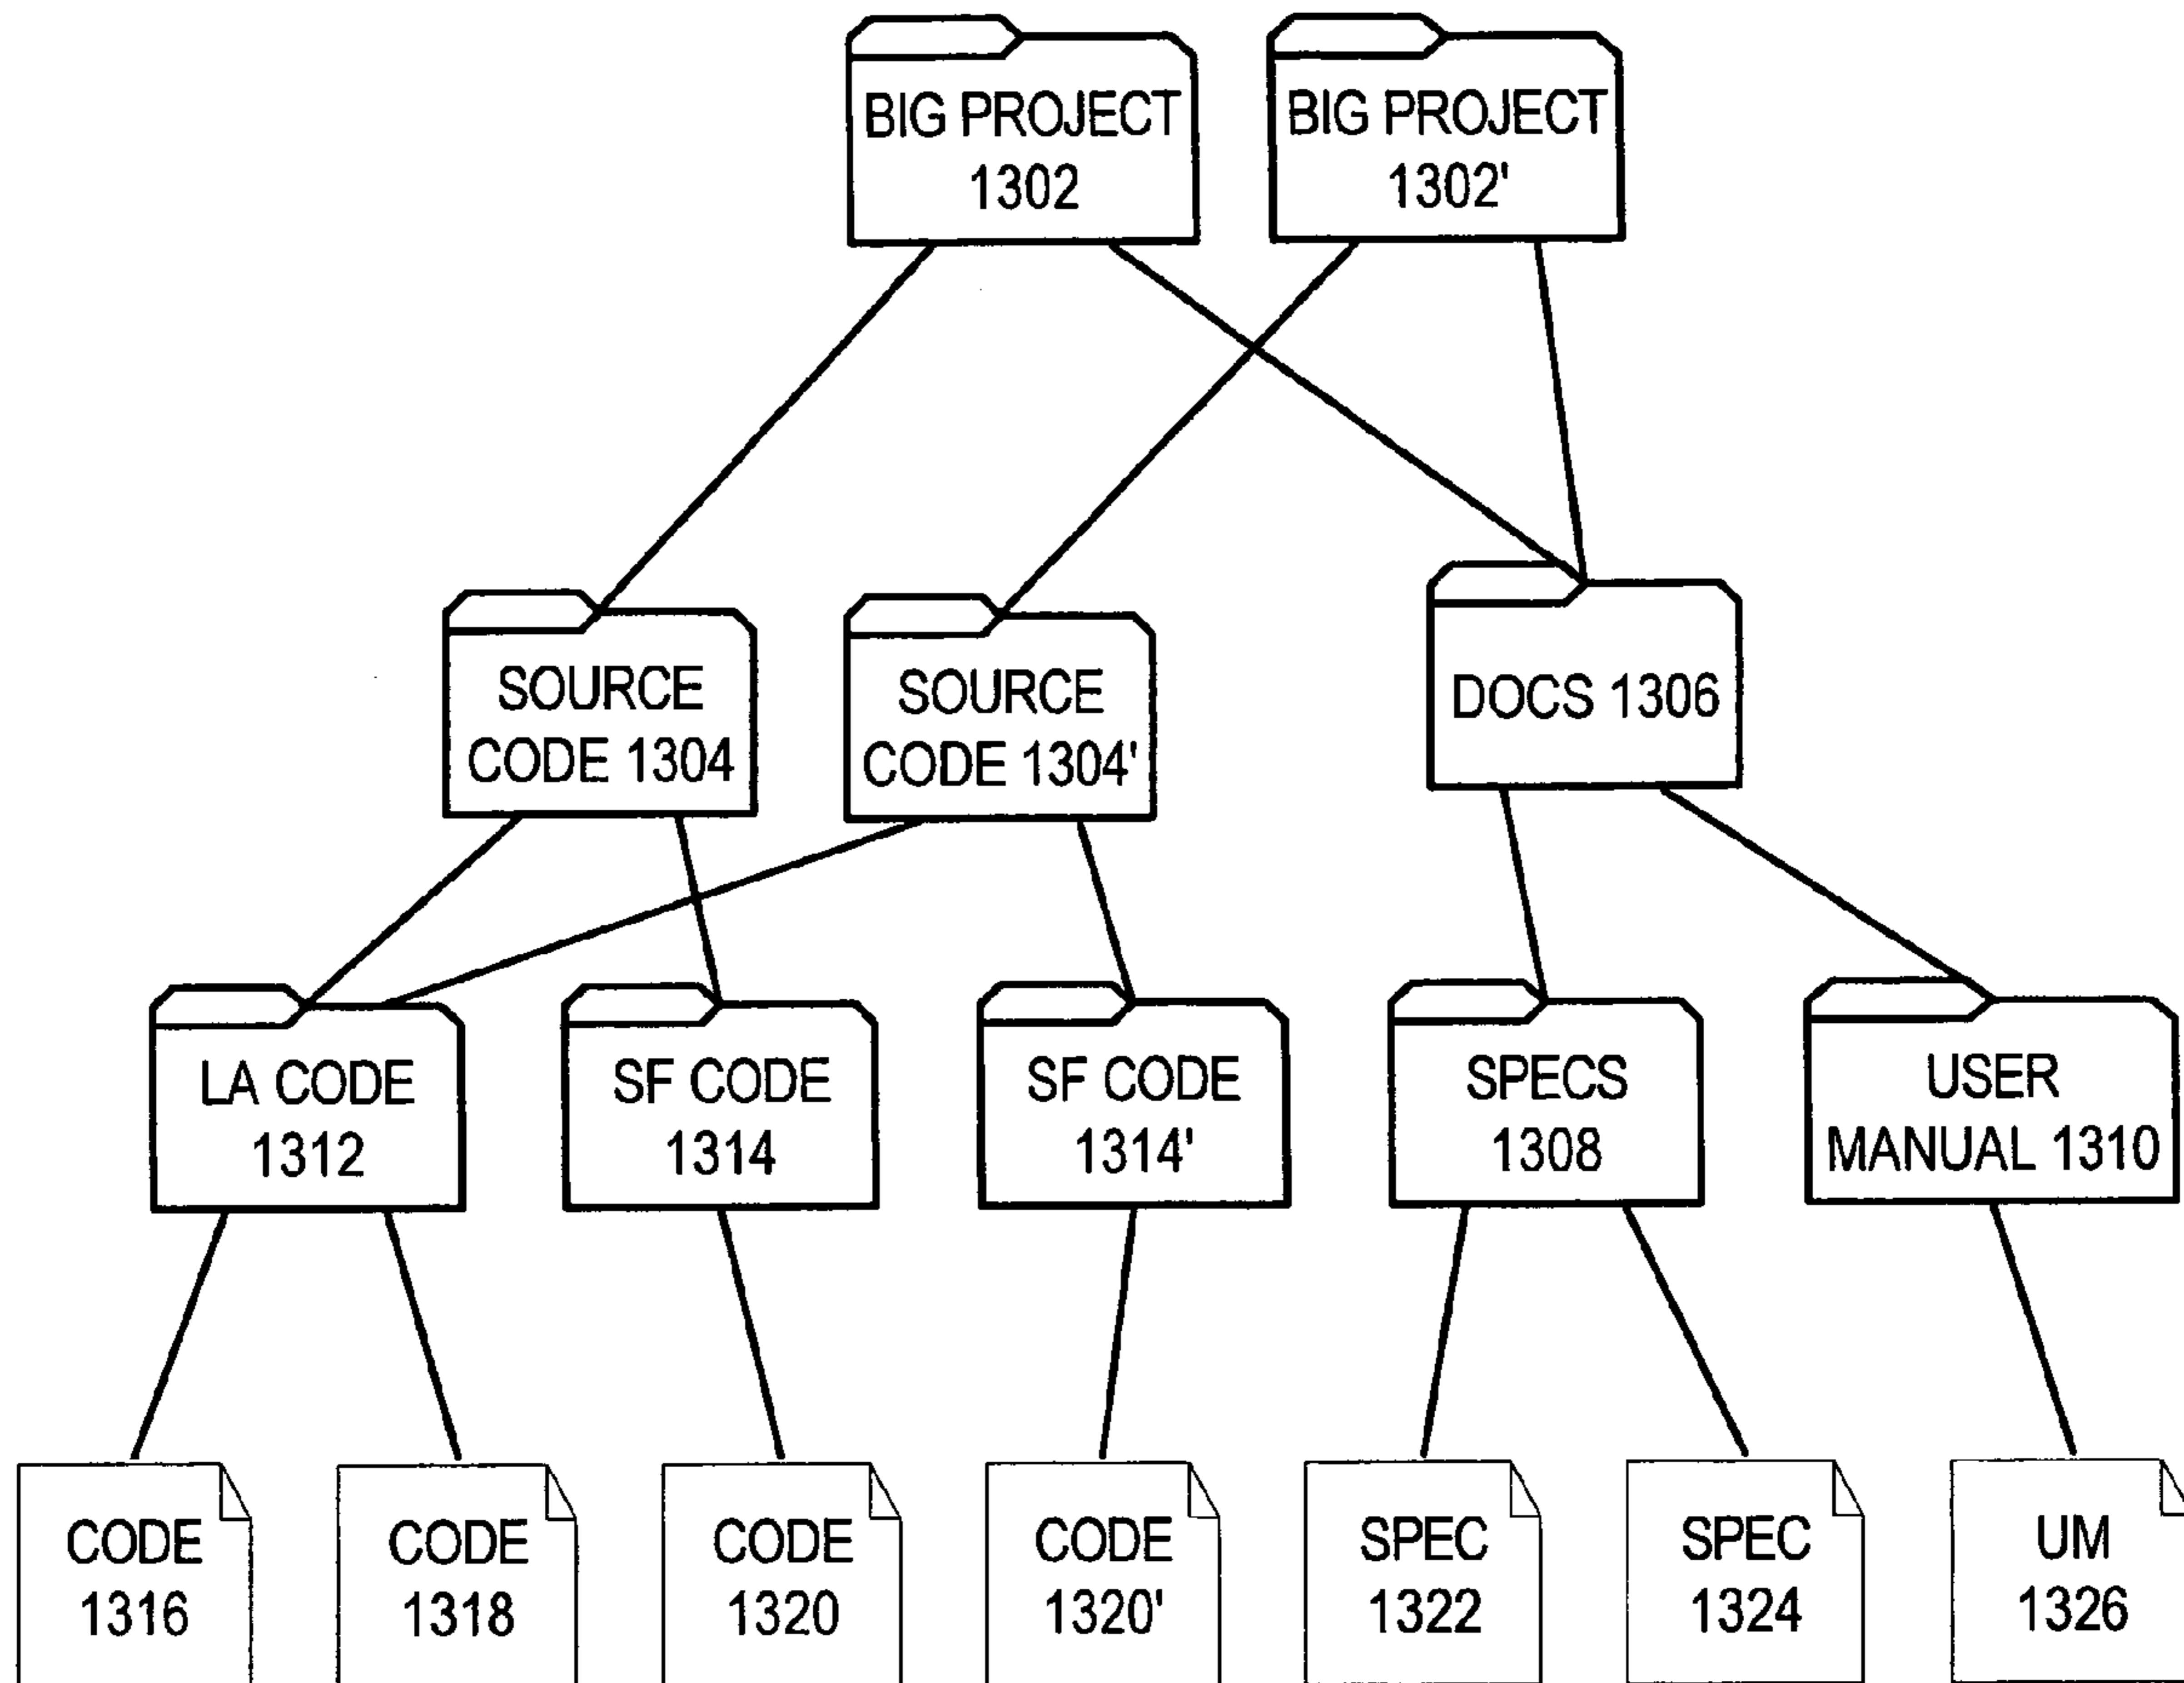 BIG PROJECT
1302
BIG PROJECT
1302'
SOURCE
CODE 1304
SOURCE
CODE 1304'
DOCS 1306
LA CODE
1312
SF CODE
1314
SF CODE
1314'
SPECS
1308
USER
MANUAL 1310
CODE
1316
CODE
1318
CODE
1320
CODE
1320'
SPEC
1322
SPEC
1324
UM
1326